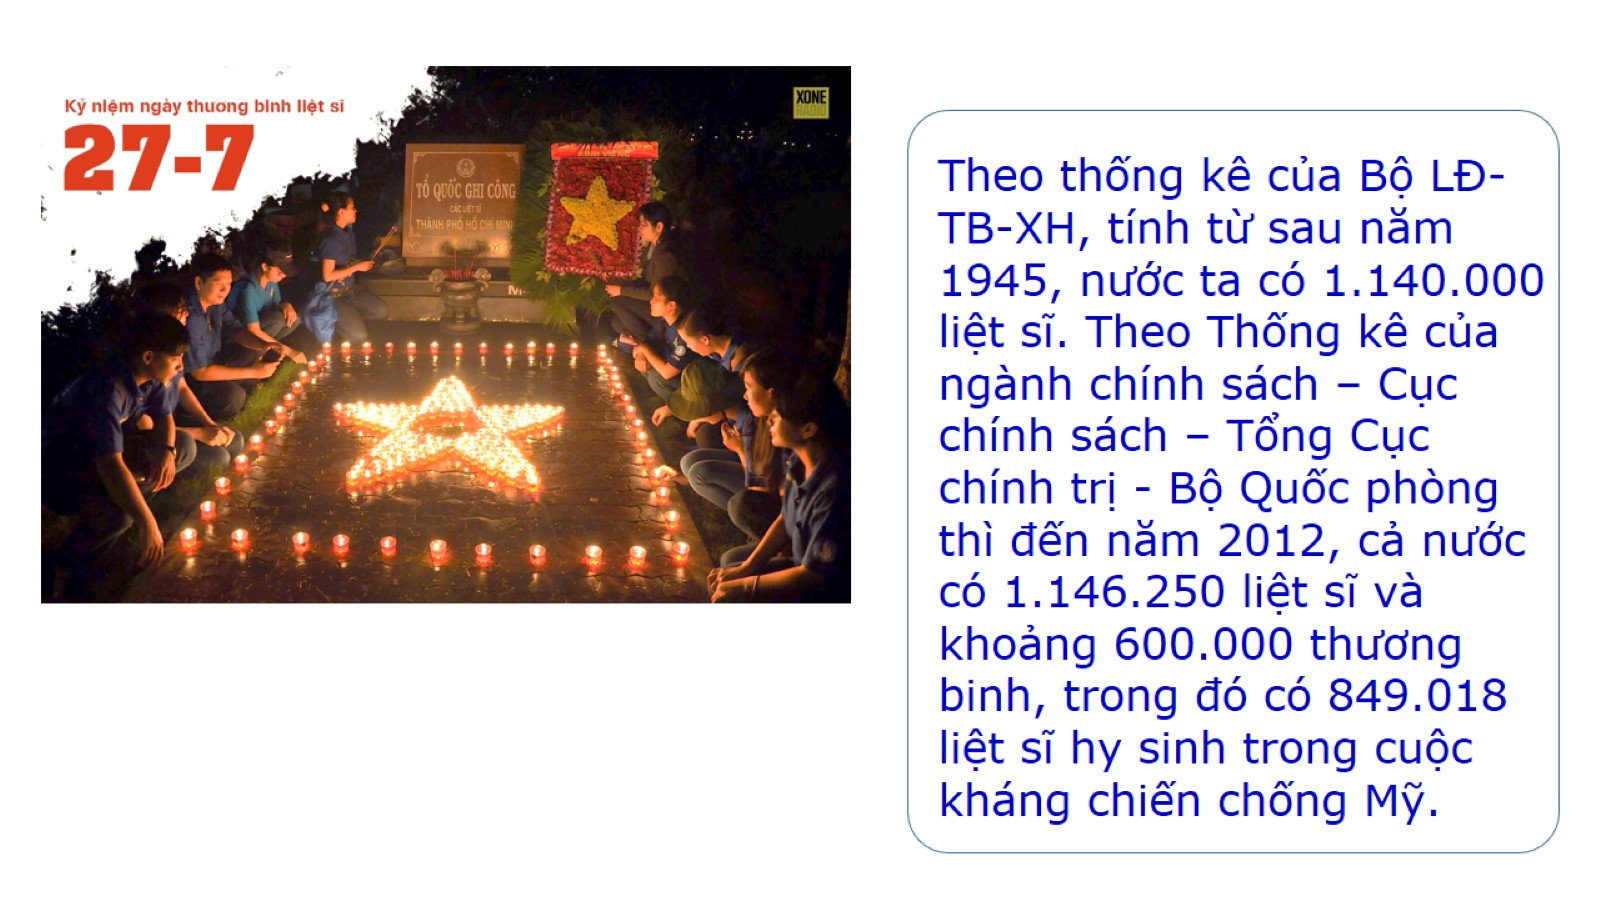 Kỷ niệm ngày thương binh liệt sĩ
27-7
XONE
RADIO
TỔ QUỐC GHI CÔNG
CÁC LIỆT SĨ
THÀNH PHỐ HỒ CHÍ MINH
Theo thống kê của Bộ LĐ-
TB-XH, tính từ sau năm
1945, nước ta có 1.140.000
liệt sĩ. Theo Thống kê của
ngành chính sách – Cục
chính sách – Tổng Cục
chính trị - Bộ Quốc phòng
thì đến năm 2012, cả nước
có 1.146.250 liệt sĩ và
khoảng 600.000 thương
binh, trong đó có 849.018
liệt sĩ hy sinh trong cuộc
kháng chiến chống Mỹ.